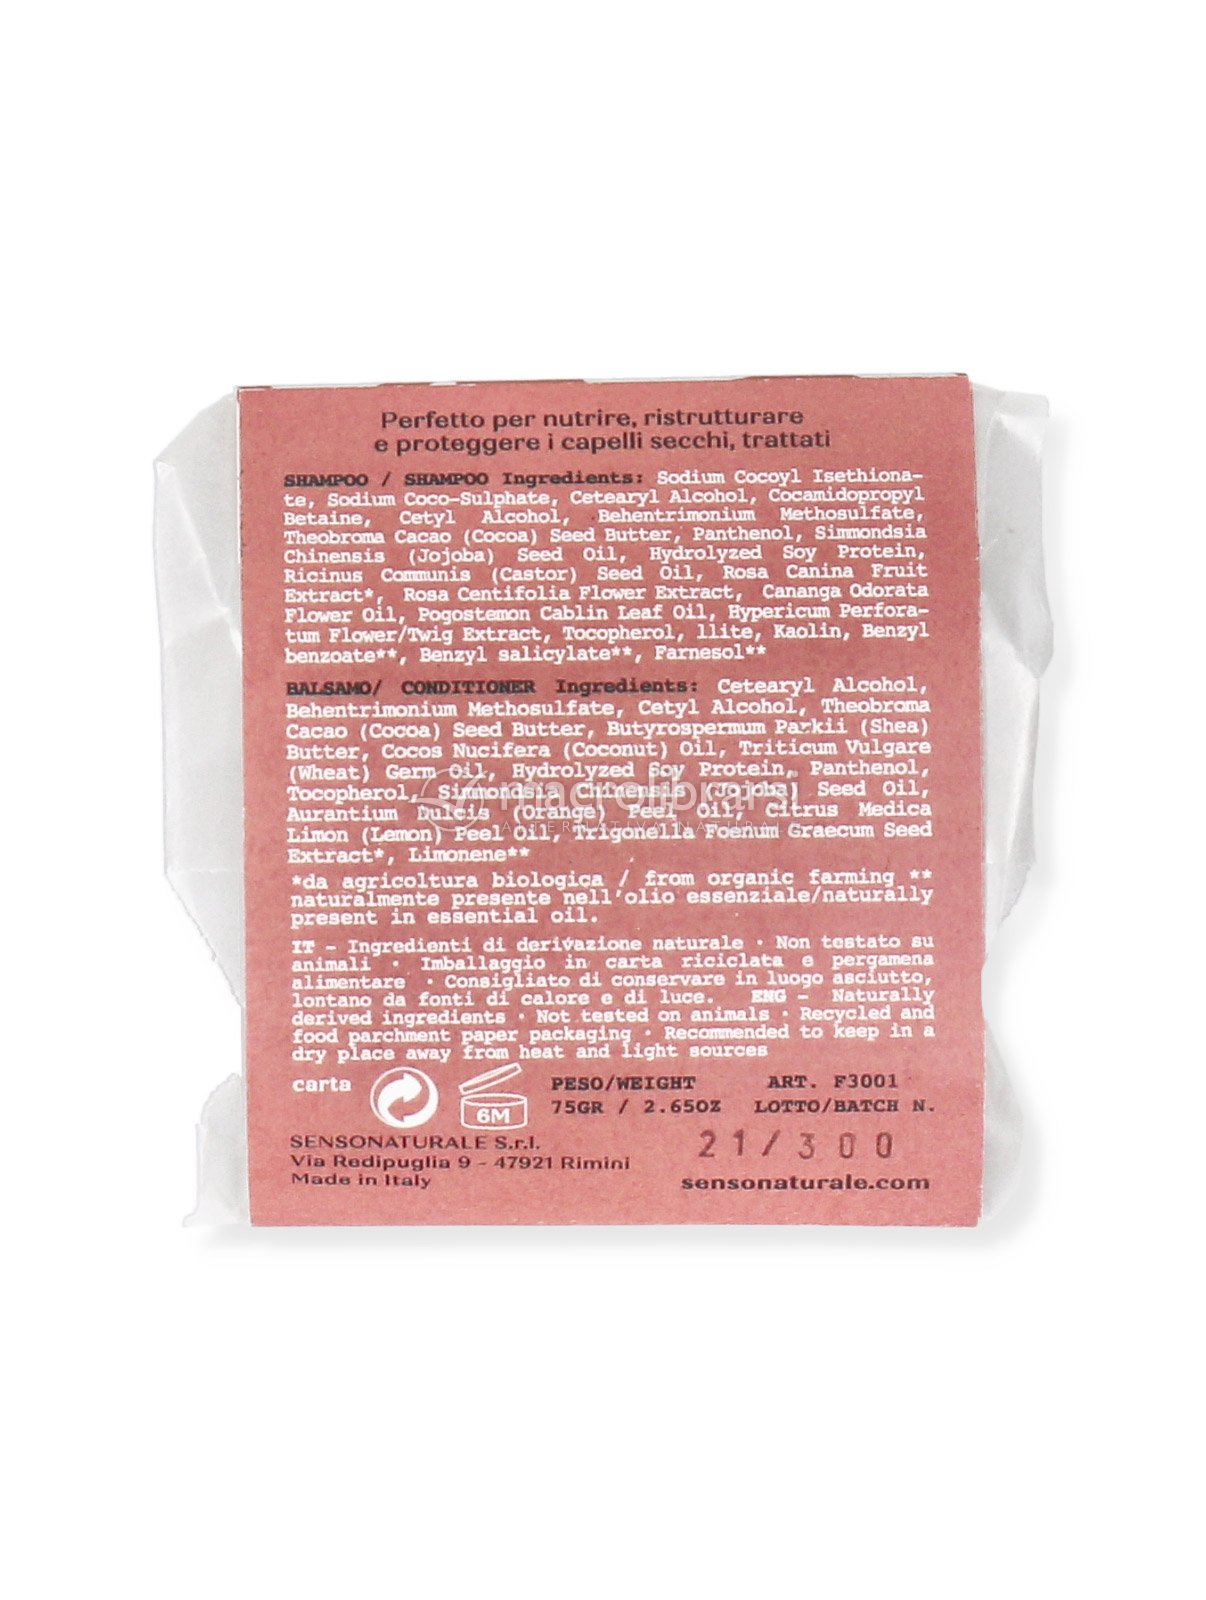 Perfetto per nutrire, ristrutturare
e proteggere i capelli secchi, trattati
SHAMPOO / SHAMPOO Ingredients: Sodium Cocoyl Isethiona-
te, Sodium Coco-Sulphate, Cetearyl Alcohol, Cocamidopropyl
Betaine, Cetyl Alcohol, Behentrimonium Methosulfate,
Theobroma Cacao (Cocoa) Seed Butter, Panthenol, Simmondsia
Chinensis (Jojoba) Seed Oil, Hydrolyzed Soy Protein,
Ricinus Communis (Castor) Seed Oil, Rosa Canina Fruit
Extract*, Rosa Centifolia Flower Extract, Cananga Odorata
Flower Oil, Pogostemon Cablin Leaf Oil, Hypericum Perfora-
tum Flower/Twig Extract, Tocopherol, llite, Kaolin, Benzyl
benzoate**, Benzyl salicylate**, Farnesol**
BALSAMO/ CONDITIONER Ingredients: Cetearyl Alcohol,
Behentrimonium Methosulfate, Cetyl Alcohol, Theobroma
Cacao (Cocoa) Seed Butter, Butyrospermum Parkii (Shea)
Butter, Cocos Nucifera (Coconut) Oil, Triticum Vulgare
(Wheat) Germ Oil, Hydrolyzed Soy Protein, Panthenol,
Tocopherol, Simmondsia Chinensis (Jojoba) Seed Oil,
Aurantium Dulcis (Orange) Peel Oil, Citrus Medica
Limon (Lemon) Peel Oil, Trigonella Foenum Graecum Seed
Extract*, Limonene**
macrolibrarsi
ALTERNATIVA NATURALE
*da agricoltura biologica / from organic farming **
naturalmente presente nell'olio essenziale/naturally
present in essential oil.
IT - Ingredienti di derivazione naturale · Non testato su
animali · Imballaggio in carta riciclata e pergamena
alimentare · Consigliato di conservare in luogo asciutto,
lontano da fonti di calore e di luce. ENG - Naturally
derived ingredients · Not tested on animals · Recycled and
food parchment paper packaging · Recommended to keep in a
dry place away from heat and light sources
carta
6M
PESO/WEIGHT ART. F3001
75GR / 2.65OZ LOTTO/BATCH N.
21/300
SENSONATURALE S.r.l.
Via Redipuglia 9 - 47921 Rimini
Made in Italy
sensonaturale.com